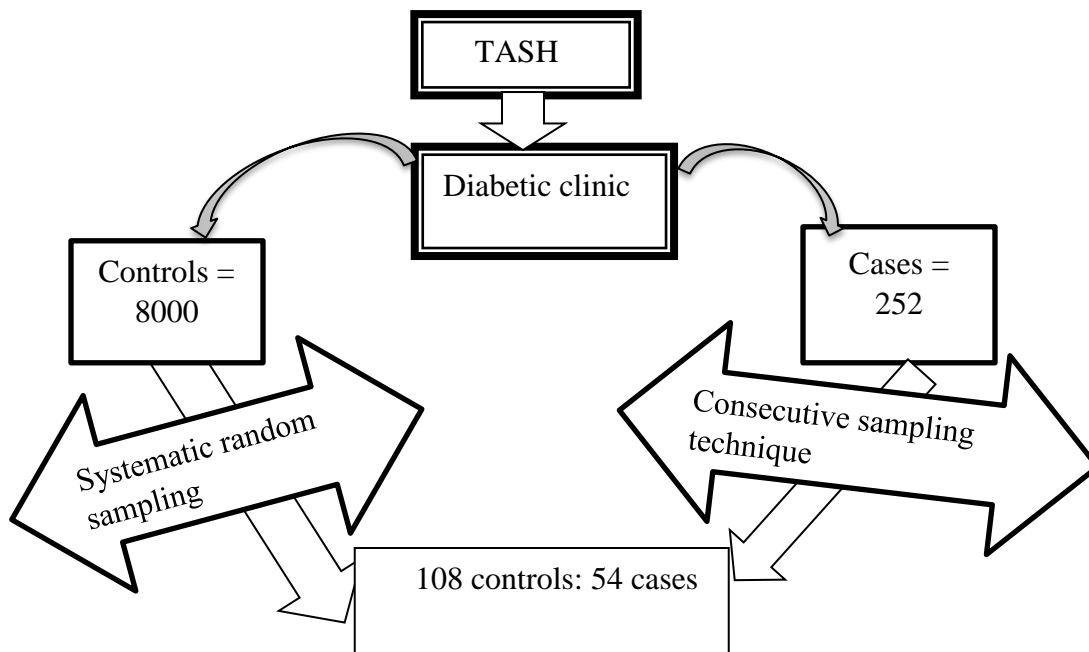 TASH
Diabetic clinic
Controls =
8000
Cases =
252
Systematic random
sampling
Consecutive sampling
technique
108 controls: 54 cases